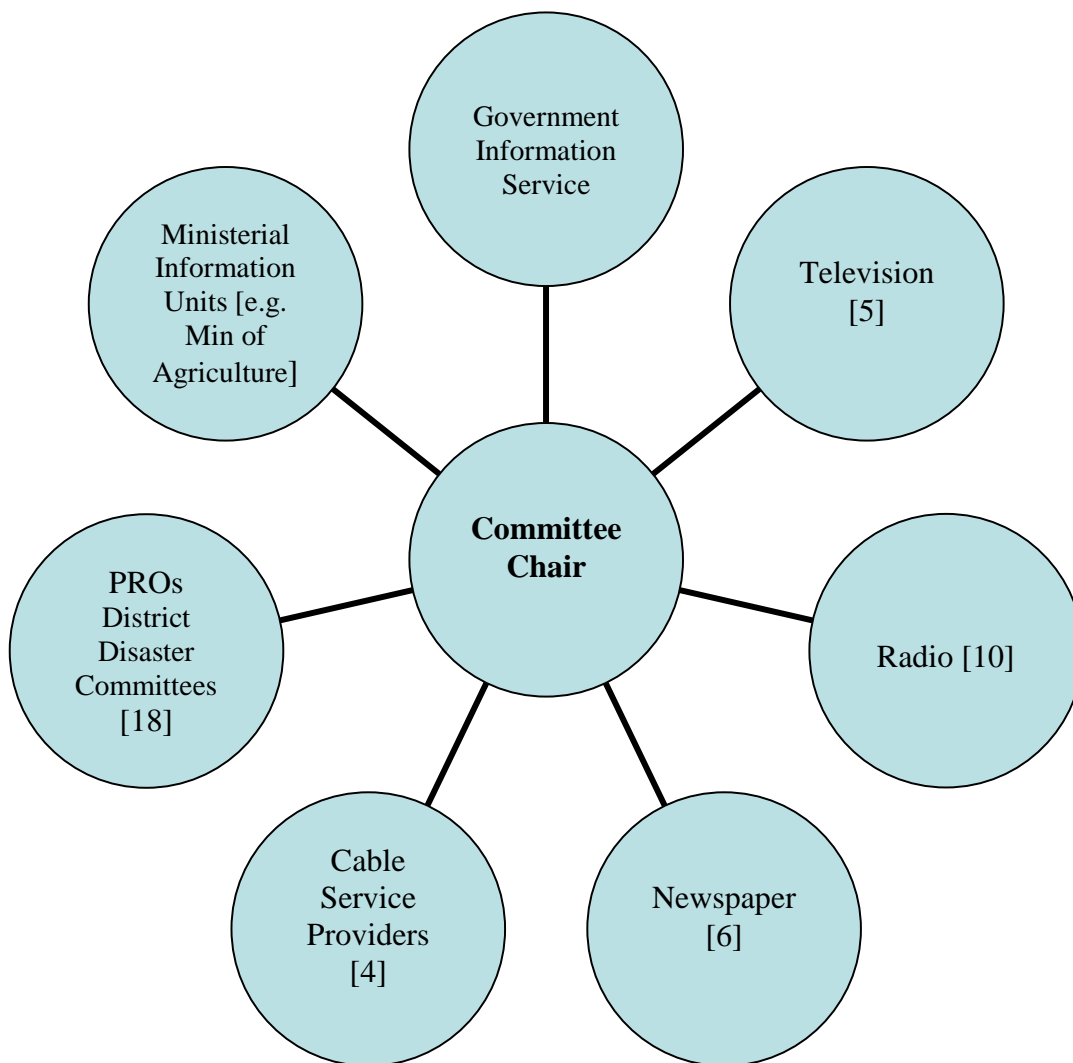 Government
Information
Service
Ministerial
Information
Units [e.g.
Min of
Agriculture]
Television
[5]
Committee
Chair
PROs
District
Disaster
Committees
[18]
Radio [10]
Cable
Service
Providers
[4]
Newspaper
[6]